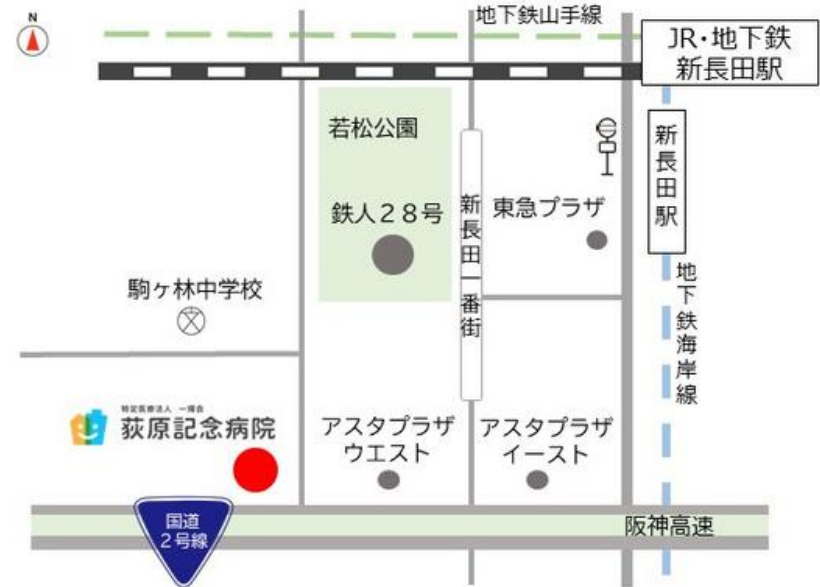 N
地下鉄山手線
JR・地下鉄
新長田駅
若松公園
鉄人２８号
新長田一番街
東急プラザ
新長田駅
地下鉄海岸線
駒ヶ林中学校
特定医療法人 一輝会
荻原記念病院
アスタプラザ
ウエスト
アスタプラザ
イースト
国道
２号線
阪神高速